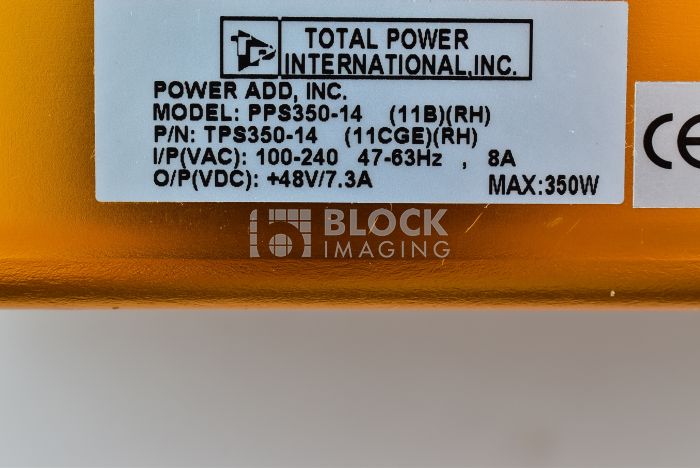 TP
TOTAL POWER
INTERNATIONAL,INC.
POWER ADD, INC.
MODEL: PPS350-14 (11B)(RH)
P/N: TPS350-14 (11CGE)(RH)
I/P(VAC): 100-240 47-63Hz , 8A
O/P(VDC): +48V/7.3A MAX:350W
CE
BLOCK
IMAGING